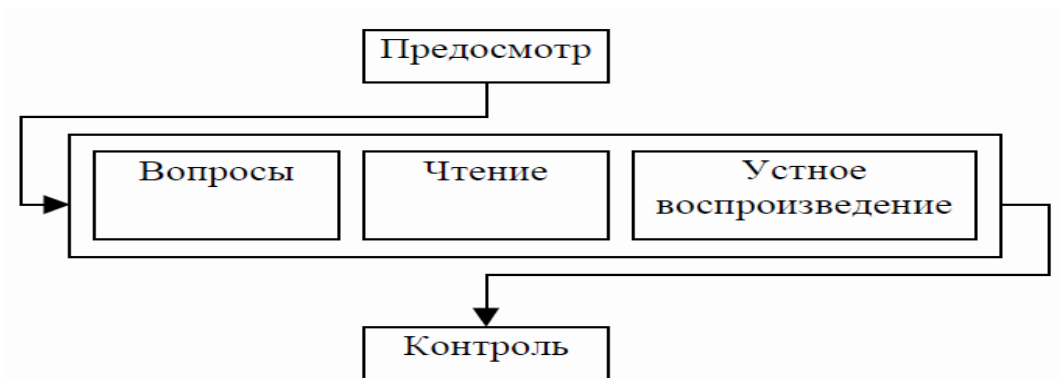 Предосмотр
Вопросы
Чтение
Устное
воспроизведение
Контроль